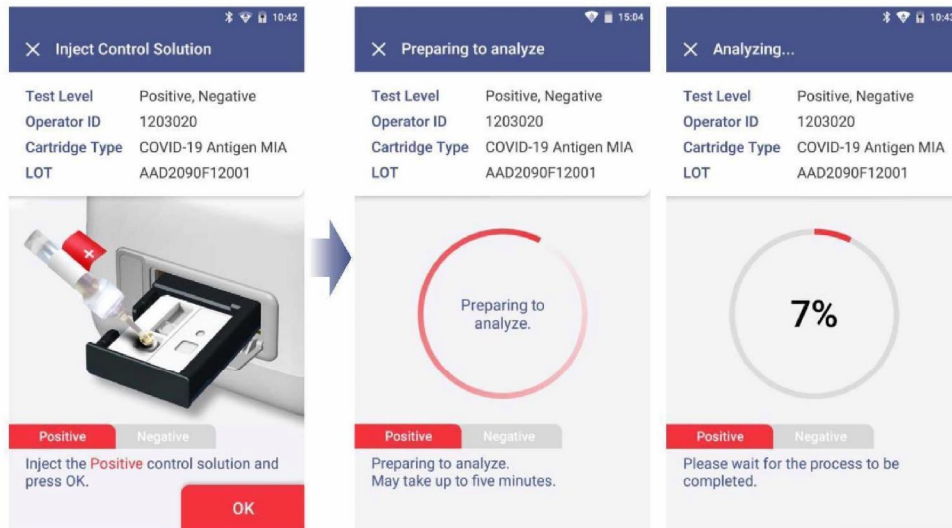 10:42
Inject Control Solution
Test Level Positive, Negative
Operator ID 1203020
Cartridge Type COVID-19 Antigen MIA
LOT AAD2090F12001
+
Positive Negative
Inject the Positive control solution and
press OK.
OK
15:04
Preparing to analyze
Test Level Positive, Negative
Operator ID 1203020
Cartridge Type COVID-19 Antigen MIA
LOT AAD2090F12001
Preparing to
analyze.
Positive Negative
Preparing to analyze.
May take up to five minutes.
10:43
Analyzing...
Test Level Positive, Negative
Operator ID 1203020
Cartridge Type COVID-19 Antigen MIA
LOT AAD2090F12001
7%
Positive Negative
Please wait for the process to be
completed.